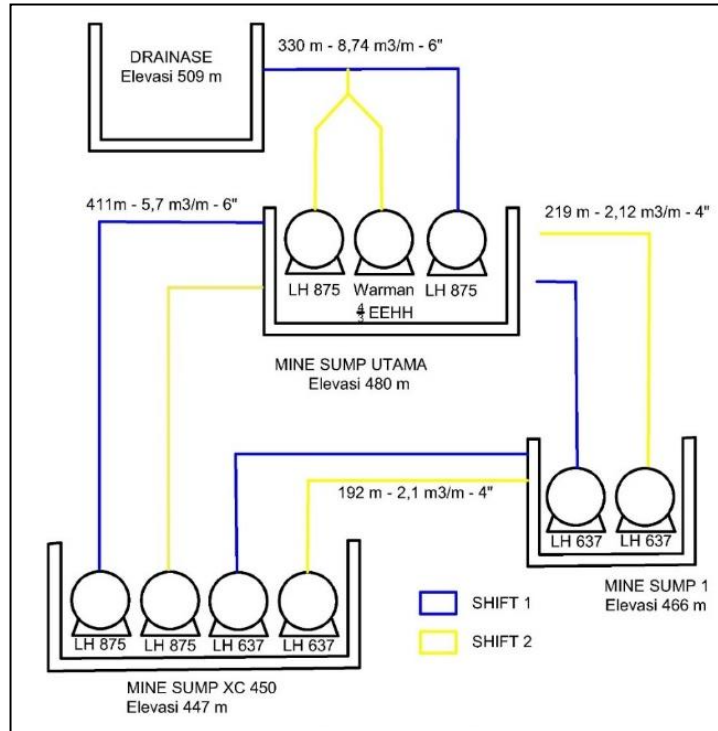 DRAINASE
Elevasi 509 m
330 m - 8,74 m3/m - 6"
411m - 5,7 m3/m - 6"
219 m - 2,12 m3/m - 4"
LH 875
Warman
4/3 EEHH
LH 875
MINE SUMP UTAMA
Elevasi 480 m
192 m - 2,1 m3/m - 4"
LH 637
LH 637
MINE SUMP 1
Elevasi 466 m
LH 875
LH 875
LH 637
LH 637
MINE SUMP XC 450
Elevasi 447 m
SHIFT 1
SHIFT 2